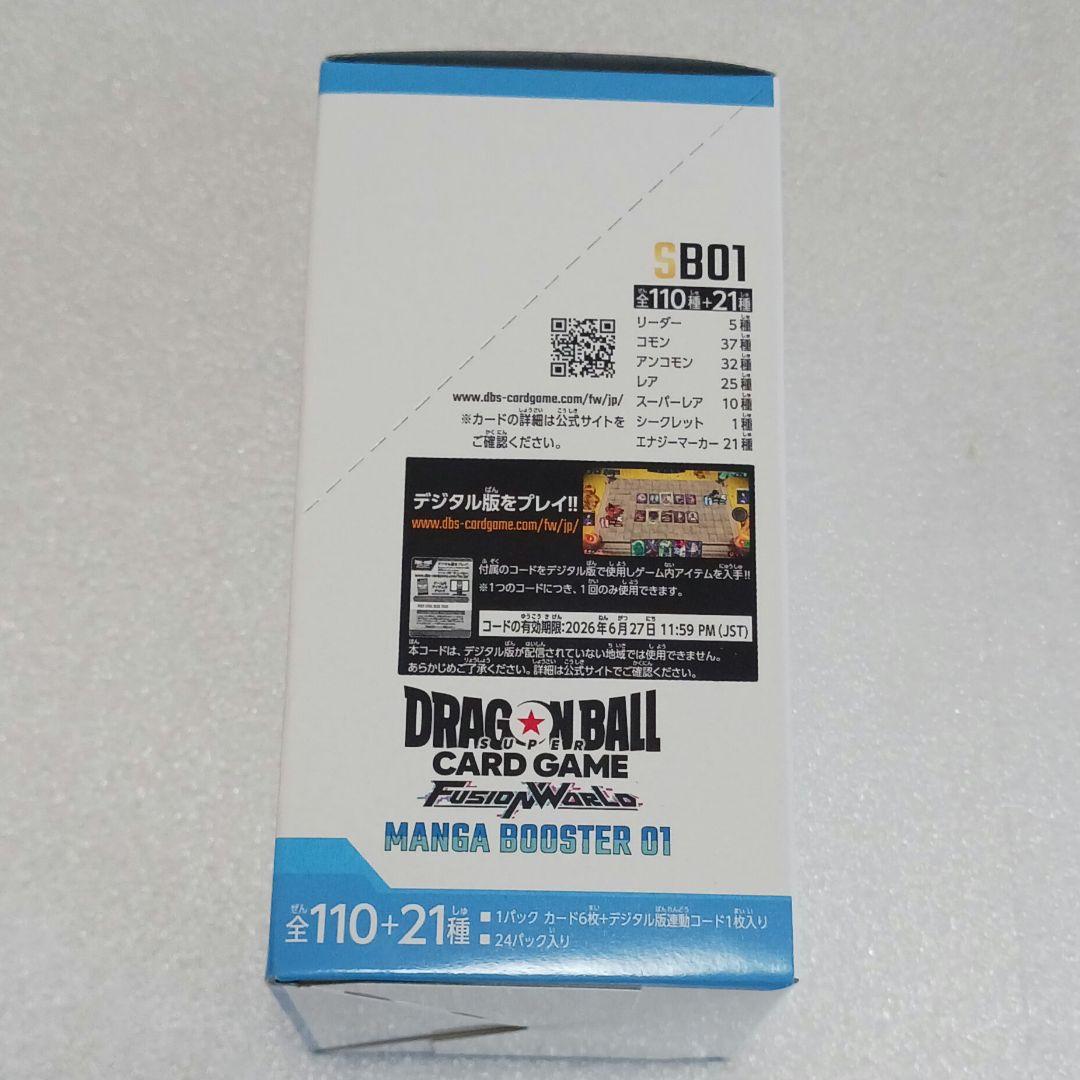 SB01
全110種+21種
リーダー 5種
コモン 37種
アンコモン 32種
レア 25種
スーパーレア 10種
シークレット 1種
エナジーマーカー 21種
www.dbs-cardgame.com/fw/jp/
※カードの詳細は公式サイトを
ご確認ください。
デジタル版をプレイ!!
www.dbs-cardgame.com/fw/jp/
付属のコードをデジタル版で使用しゲーム内アイテムを入手!!
※1つのコードにつき、1回のみ使用できます。
コードの有効期限:2026年6月27日 11:59 PM (JST)
本コードは、デジタル版が配信されていない地域では使用できません。
あらかじめご了承ください。詳細は公式サイトでご確認ください。
DRAGON BALL
SUPER
CARD GAME
FUSION WORLD
MANGA BOOSTER 01
全110+21種
■ 1パック カード6枚+デジタル版連動コード1枚入り
■ 24パック入り